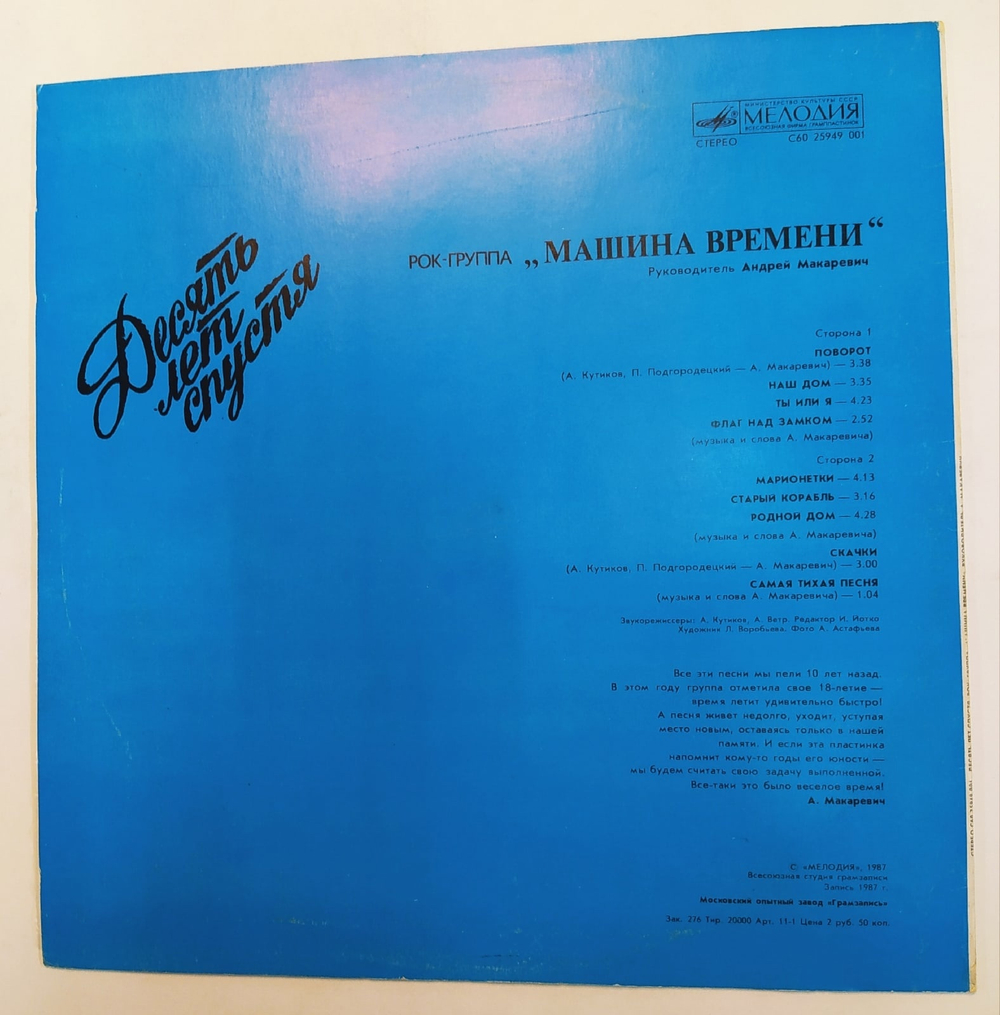 МИНИСТЕРСТВО КУЛЬТУРЫ СССР
МЕЛОДИЯ
ВСЕСОЮЗНАЯ ФИРМА ГРАМПЛАСТИНОК
СТЕРЕО С60 25949 001
Десять
лет
спустя
РОК-ГРУППА „МАШИНА ВРЕМЕНИ“
Руководитель Андрей Макаревич
Сторона 1
ПОВОРОТ
(А. Кутиков, П. Подгородецкий — А. Макаревич) — 3.38
НАШ ДОМ — 3.35
ТЫ ИЛИ Я — 4.23
ФЛАГ НАД ЗАМКОМ — 2.52
(музыка и слова А. Макаревича)
Сторона 2
МАРИОНЕТКИ — 4.13
СТАРЫЙ КОРАБЛЬ — 3.16
РОДНОЙ ДОМ — 4.28
(музыка и слова А. Макаревича)
СКАЧКИ
(А. Кутиков, П. Подгородецкий — А. Макаревич) — 3.00
САМАЯ ТИХАЯ ПЕСНЯ
(музыка и слова А. Макаревича) — 1.04
Звукорежиссеры: А. Кутиков, А. Ветр. Редактор И. Йотко
Художник Л. Воробьева. Фото А. Астафьева
Все эти песни мы пели 10 лет назад.
В этом году группа отметила свое 18-летие —
время летит удивительно быстро!
А песня живет недолго, уходит, уступая
место новым, оставаясь только в нашей
памяти. И если эта пластинка
напомнит кому-то годы его юности —
мы будем считать свою задачу выполненной.
Все-таки это было веселое время!
А. Макаревич
С «МЕЛОДИЯ», 1987
Всесоюзная студия грамзаписи
Запись 1987 г.
Московский опытный завод «Грамзапись»
Зак. 226 Тир. 20000 Арт. 11-1 Цена 2 руб. 50 коп.